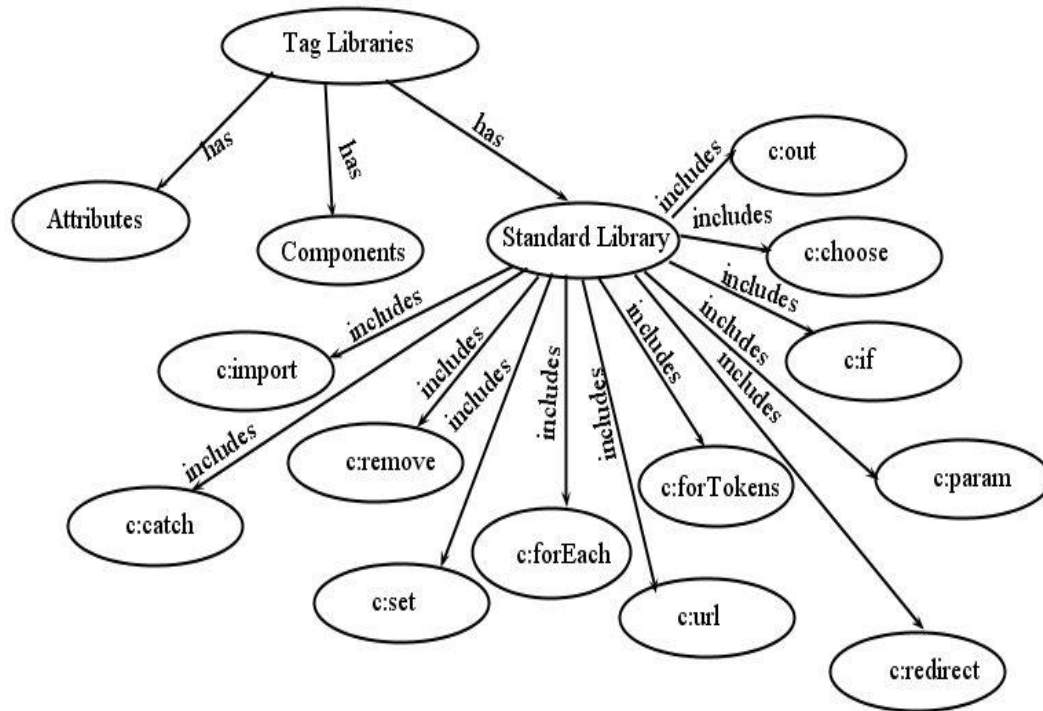 Tag Libraries
has
has
has
Attributes
Components
Standard Library
includes
c:out
includes
c:choose
includes
c:if
includes
c:import
includes
c:catch
includes
c:remove
includes
c:set
includes
c:forEach
includes
c:url
includes
c:forTokens
includes
c:param
includes
c:redirect